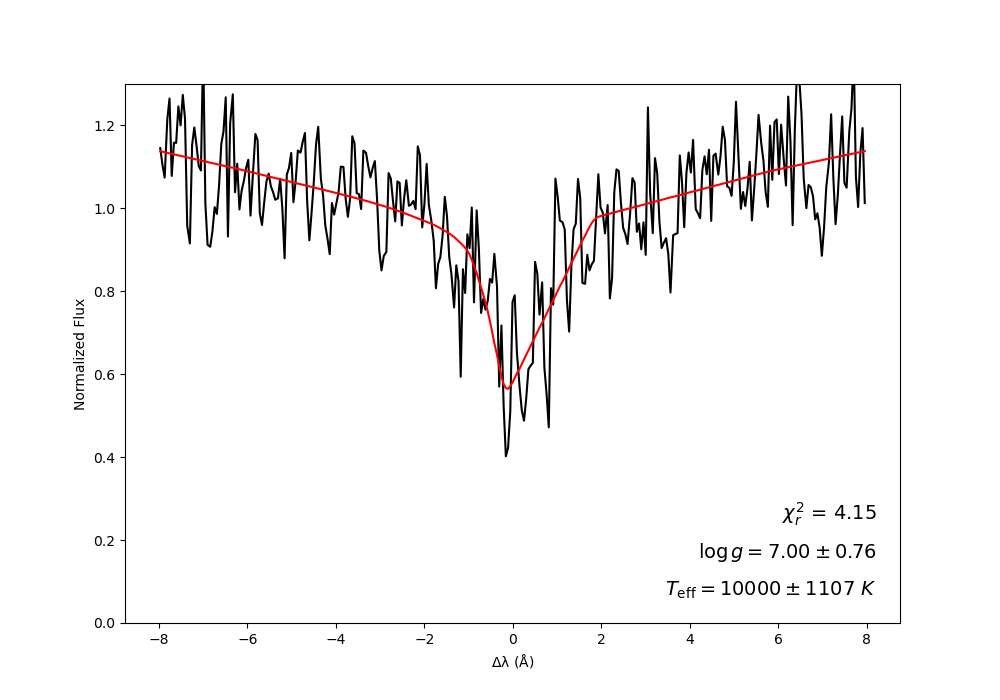 1.2
1.0
0.8
0.6
0.4
0.2
0.0
Normalized Flux
χ²ᵣ = 4.15
log g = 7.00 ± 0.76
T_eff = 10000 ± 1107 K
−8 −6 −4 −2 0 2 4 6 8
Δλ (Å)